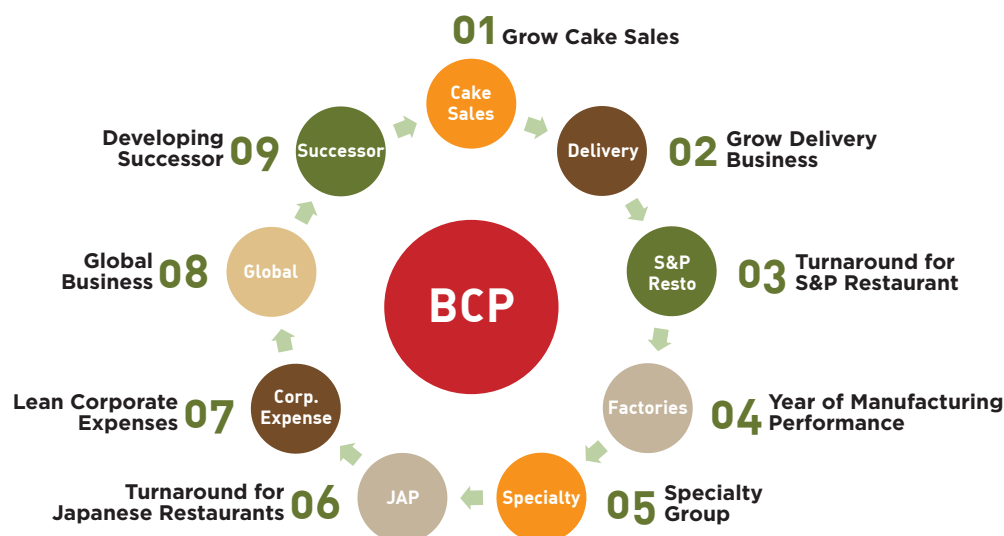 01 Grow Cake Sales
Cake
Sales
02 Grow Delivery
Business
Delivery
03 Turnaround for
S&P Restaurant
S&P
Resto
04 Year of Manufacturing
Performance
Factories
05 Specialty
Group
Specialty
Turnaround for
Japanese Restaurants 06
JAP
Lean Corporate
Expenses 07
Corp.
Expense
Global
Business 08
Global
Developing
Successor 09
Successor
BCP